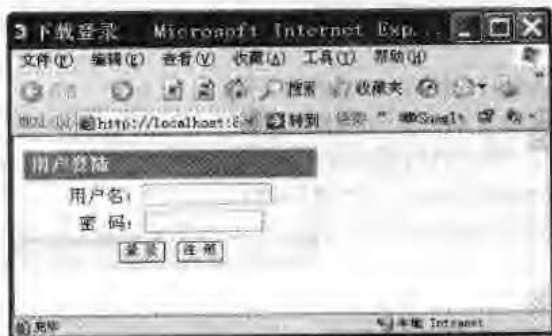 下载登录 Microsoft Internet Exp...
文件(F) 编辑(E) 查看(V) 收藏(A) 工具(T) 帮助(H)
搜索 收藏夹
http://localhost: 转到
用户登陆
用户名:
密 码:
登录 注册
完毕 本地 Intranet